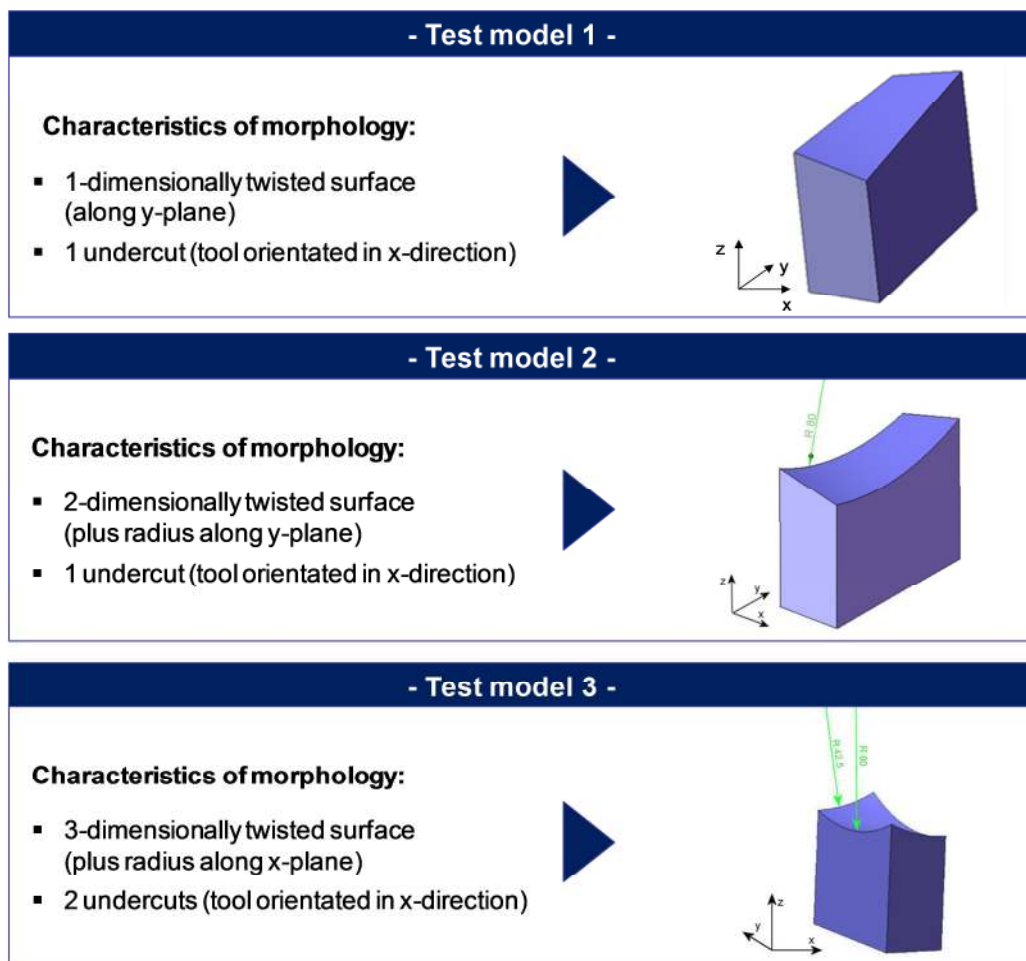 - Test model 1 -
Characteristics of morphology:
▪ 1-dimensionally twisted surface
(along y-plane)
▪ 1 undercut (tool orientated in x-direction)
z
y
x
- Test model 2 -
Characteristics of morphology:
▪ 2-dimensionally twisted surface
(plus radius along y-plane)
▪ 1 undercut (tool orientated in x-direction)
R 80
z
y
x
- Test model 3 -
Characteristics of morphology:
▪ 3-dimensionally twisted surface
(plus radius along x-plane)
▪ 2 undercuts (tool orientated in x-direction)
R 42.5
R 80
z
y
x